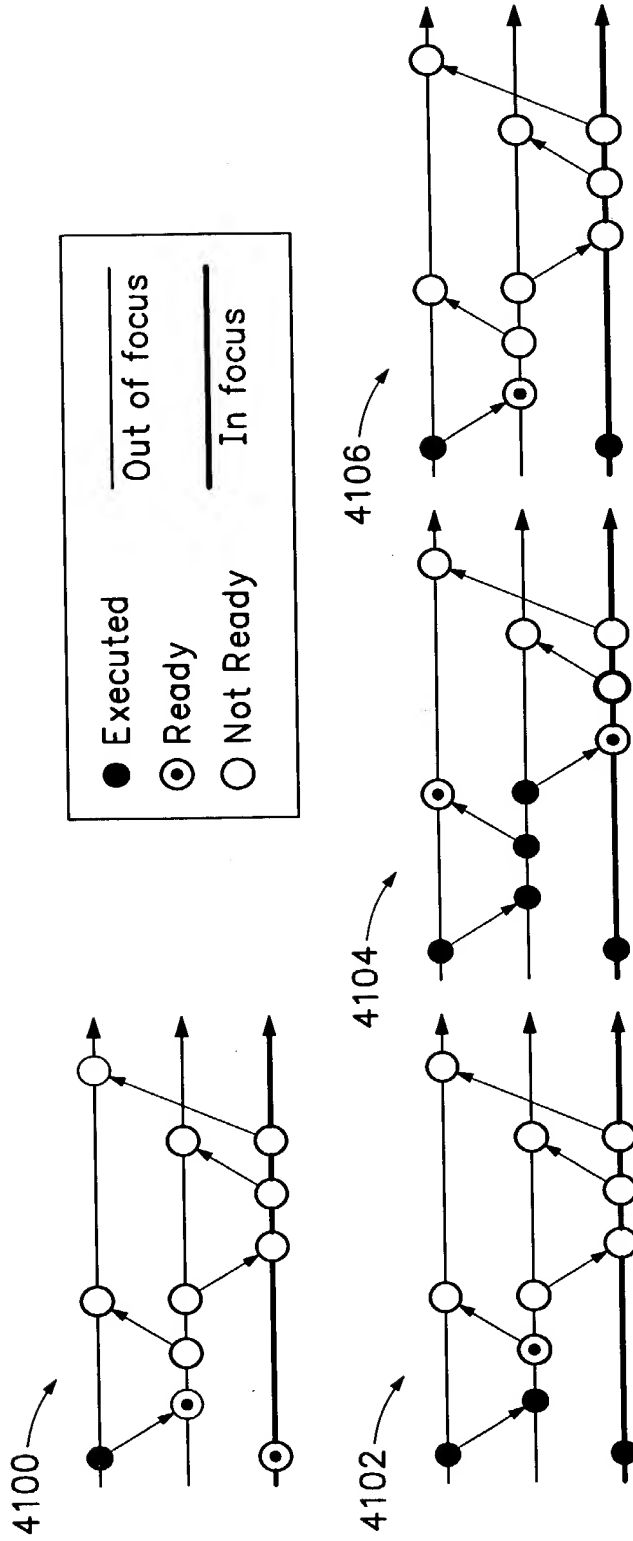 4100
Executed
Ready
Not Ready
Out of focus
In focus
4102
4104
4106